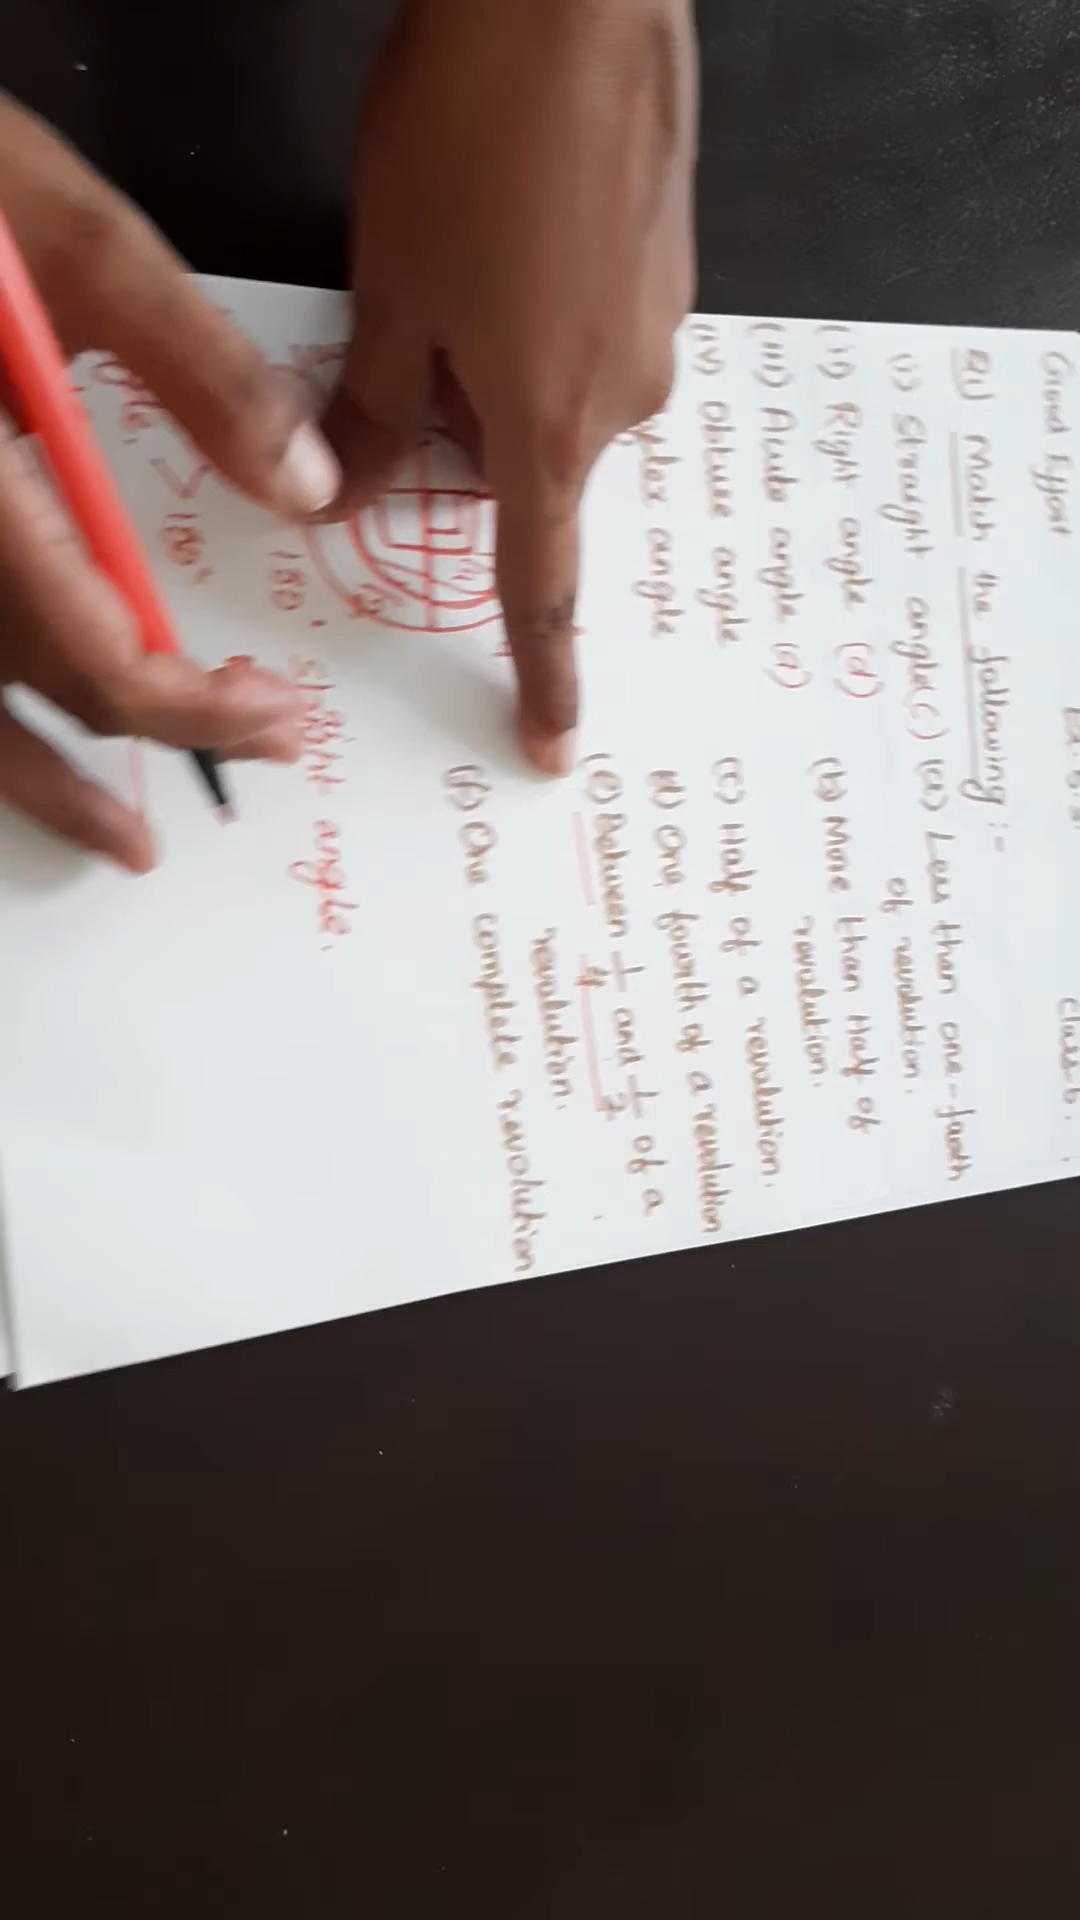 Good Effort Class-6.
Q1) Match the following :-
(i) Straight angle (c) (a) Less than one-fourth
of revolution.
(ii) Right angle (d) (b) More than Half of
revolution.
(iii) Acute angle (a) (c) Half of a revolution.
(iv) Obtuse angle (d) One fourth of a revolution
angle (e) Between 1/4 and 1/2 of a
revolution.
(f) One complete revolution
180° straight angle.
> 180°